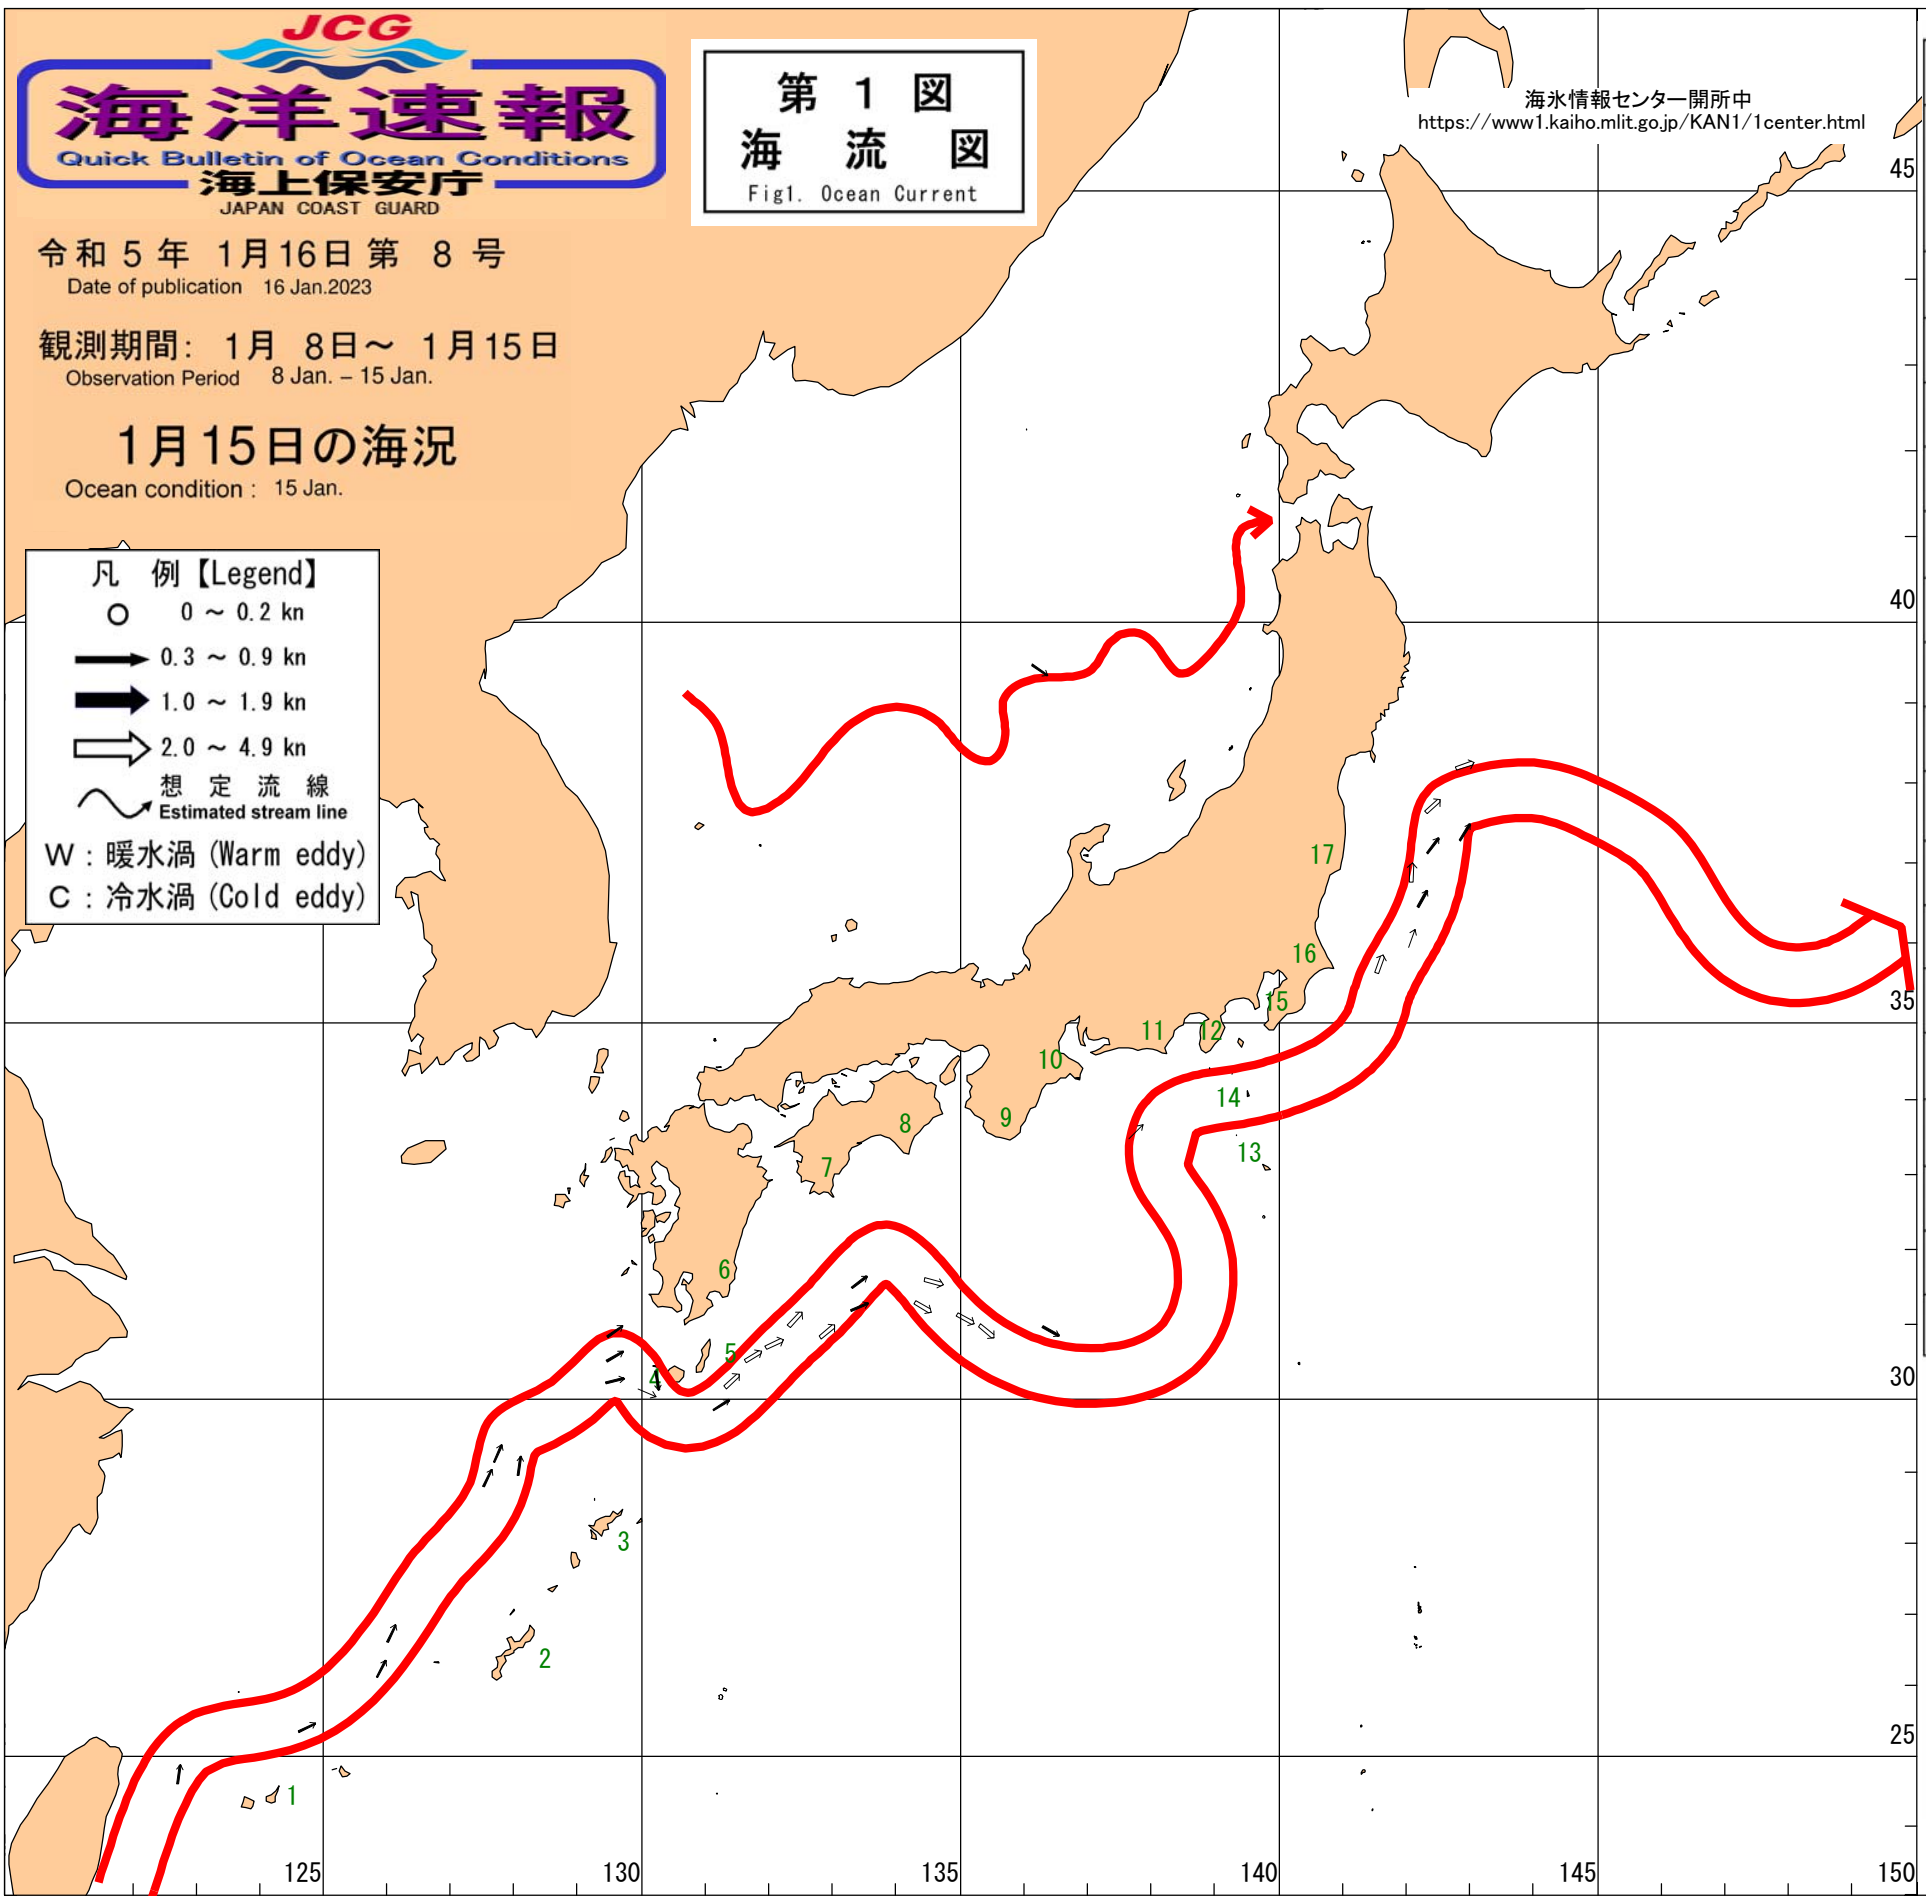 JCG
海洋速報
Quick Bulletin of Ocean Conditions
海上保安庁
JAPAN COAST GUARD
令和 5 年 1月16日 第 8 号
Date of publication 16 Jan.2023
観測期間: 1月 8日～ 1月15日
Observation Period 8 Jan. – 15 Jan.
1月15日の海況
Ocean condition : 15 Jan.
第 1 図
海 流 図
Fig1. Ocean Current
海氷情報センター開所中
https://www1.kaiho.mlit.go.jp/KAN1/1center.html
凡 例【Legend】
0 ～ 0.2 kn
0.3 ～ 0.9 kn
1.0 ～ 1.9 kn
2.0 ～ 4.9 kn
想 定 流 線
Estimated stream line
W : 暖水渦 (Warm eddy)
C : 冷水渦 (Cold eddy)
45
40
35
30
25
17
16
15
12
11
10
14
13
9
8
7
6
5
4
3
2
1
125
130
135
140
145
150